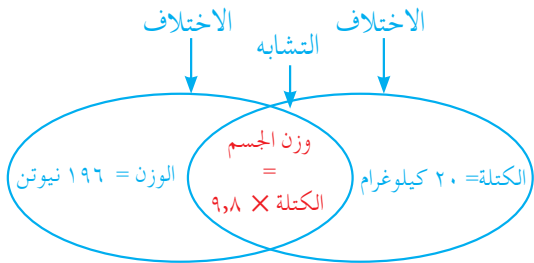 الاختلاف
التشابه
الاختلاف
الكتلة= ٢٠ كيلوغرام
وزن الجسم
=
الكتلة × ٩,٨
الوزن = ١٩٦ نيوتن